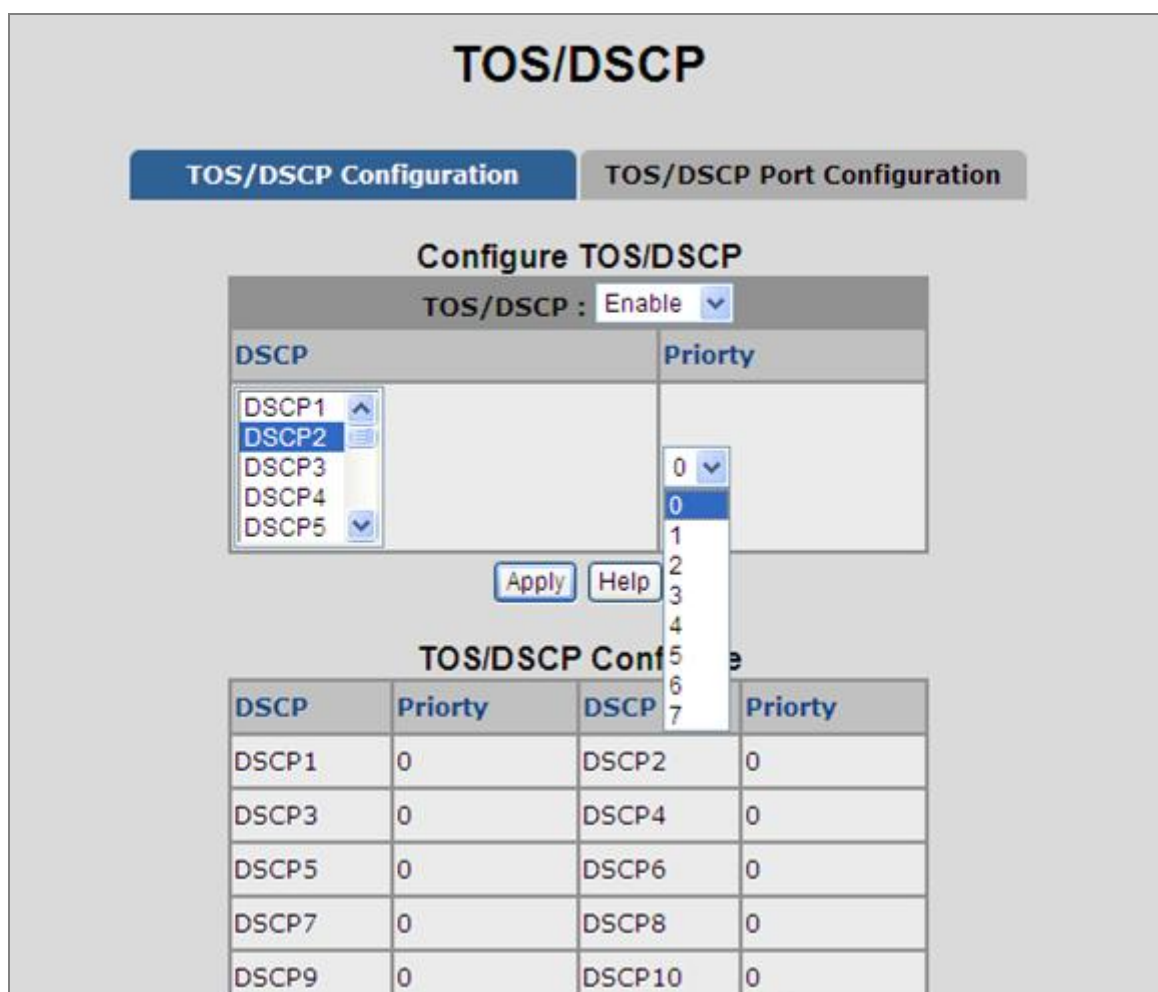 TOS/DSCP
TOS/DSCP Configuration TOS/DSCP Port Configuration
Configure TOS/DSCP
TOS/DSCP : Enable
DSCP Priorty
DSCP1
DSCP2
DSCP3
DSCP4
DSCP5
0
0
1
2
3
4
5
6
7
Apply Help
TOS/DSCP Conf e
DSCP Priorty DSCP Priorty
DSCP1 0 DSCP2 0
DSCP3 0 DSCP4 0
DSCP5 0 DSCP6 0
DSCP7 0 DSCP8 0
DSCP9 0 DSCP10 0